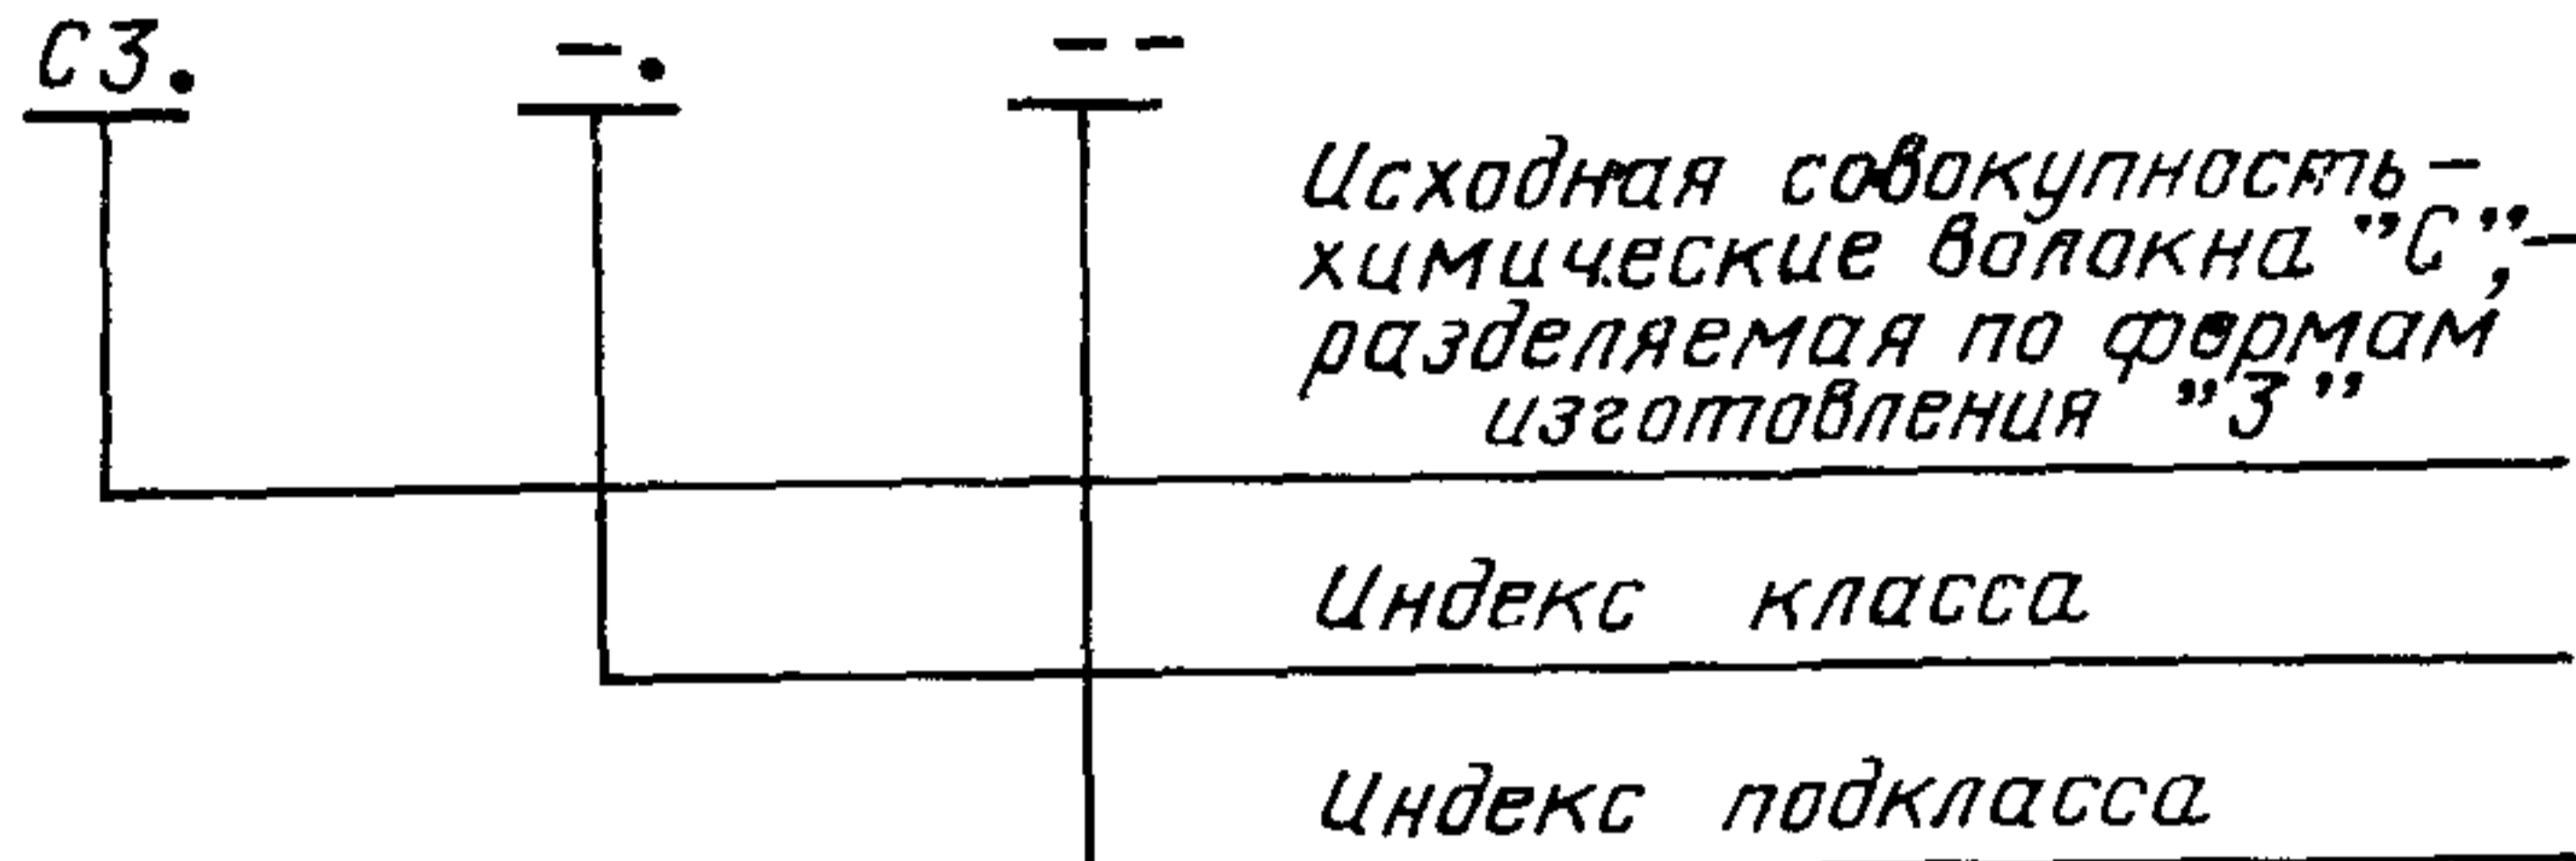 С3. –. – –
Исходная совокупность –
химические волокна "С", –
разделяемая по формам
изготовления "3"
Индекс класса
Индекс подкласса